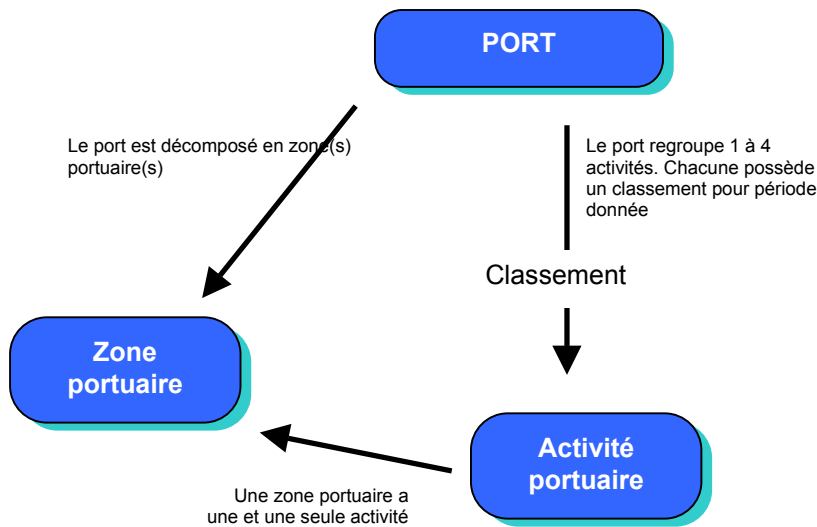 PORT
Le port est décomposé en zone(s)
portuaire(s)
Le port regroupe 1 à 4
activités. Chacune possède
un classement pour période
donnée
Classement
Zone
portuaire
Activité
portuaire
Une zone portuaire a
une et une seule activité